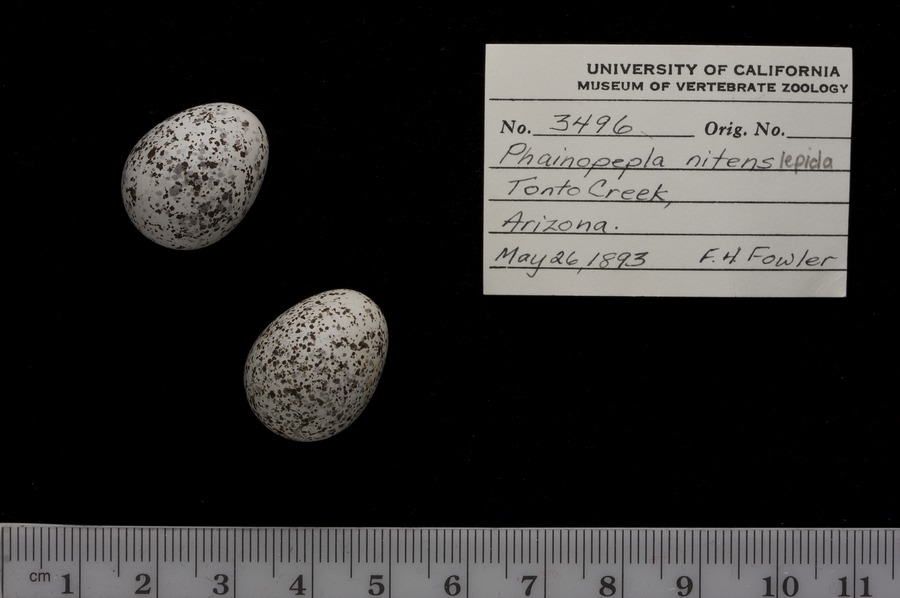 UNIVERSITY OF CALIFORNIA
MUSEUM OF VERTEBRATE ZOOLOGY
No. 3496 Orig. No.
Phainopepla nitens lepida
Tonto Creek,
Arizona.
May 26, 1893 F. H. Fowler
cm 1 2 3 4 5 6 7 8 9 10 11